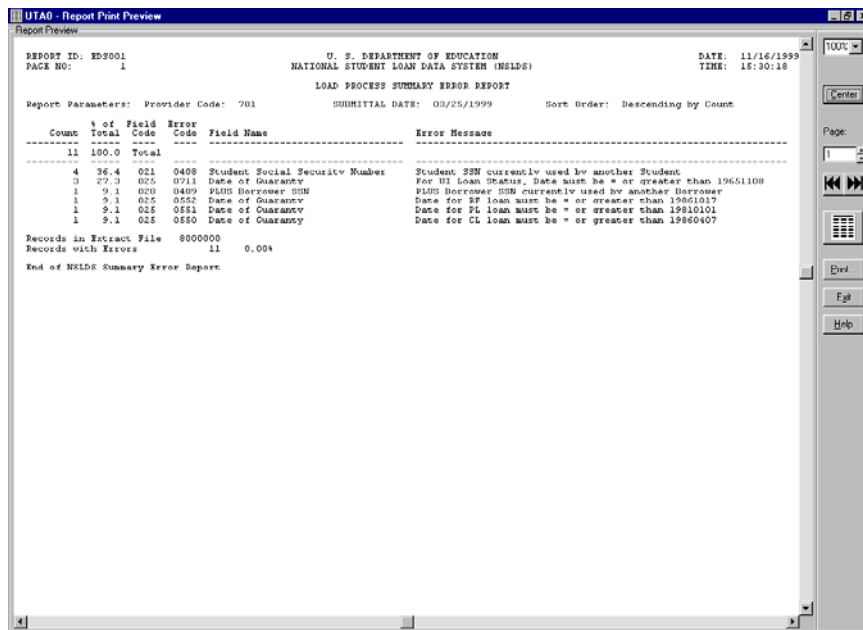 UTA0 - Report Print Preview
Report Preview
REPORT ID: EDS001 U. S. DEPARTMENT OF EDUCATION DATE: 11/16/1999
PAGE NO: 1 NATIONAL STUDENT LOAN DATA SYSTEM (NSLDS) TIME: 15:30:18
LOAD PROCESS SUMMARY ERROR REPORT
Report Parameters: Provider Code: 701 SUBMITTAL DATE: 03/25/1999 Sort Order: Descending by Count
% of Field Error
Count Total Code Code Field Name Error Message
11 100.0 Total
4 36.4 021 0408 Student Social Security Number Student SSN currently used by another Student
3 27.3 025 0711 Date of Guaranty For UI Loan Status, Date must be = or greater than 19651108
1 9.1 028 0409 PLUS Borrower SSN PLUS Borrower SSN currently used by another Borrower
1 9.1 025 0552 Date of Guaranty Date for RF loan must be = or greater than 19861017
1 9.1 025 0551 Date of Guaranty Date for PL loan must be = or greater than 19810101
1 9.1 025 0550 Date of Guaranty Date for CL loan must be = or greater than 19860407
Records in Extract File 8000000
Records with Errors 11 0.00%
End of NSLDS Summary Error Report
100%
Center
Page:
1
Print
Exit
Help